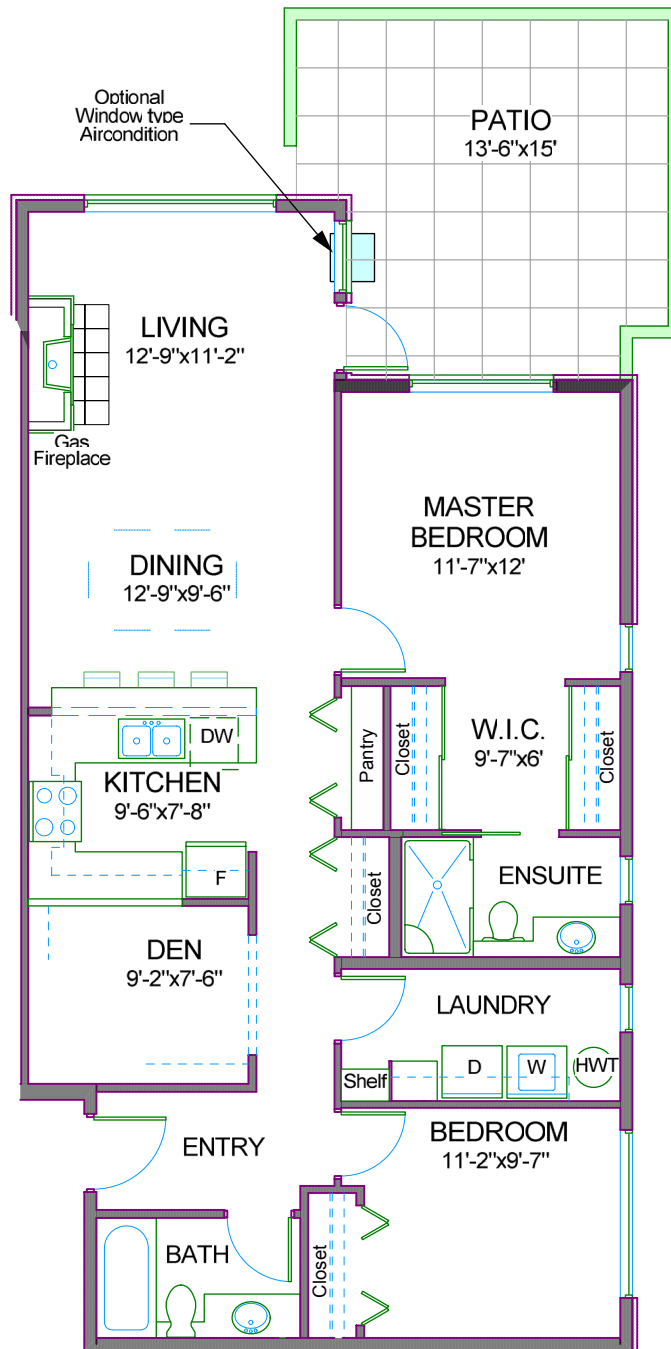 Optional
Window type
Aircondition
PATIO
13'-6"x15'
LIVING
12'-9"x11'-2"
Gas
Fireplace
MASTER
BEDROOM
11'-7"x12'
DINING
12'-9"x9'-6"
DW
KITCHEN
9'-6"x7'-8"
F
Pantry
Closet
W.I.C.
9'-7"x6'
Closet
Closet
ENSUITE
DEN
9'-2"x7'-6"
LAUNDRY
Shelf
D
W
HWT
ENTRY
BEDROOM
11'-2"x9'-7"
BATH
Closet